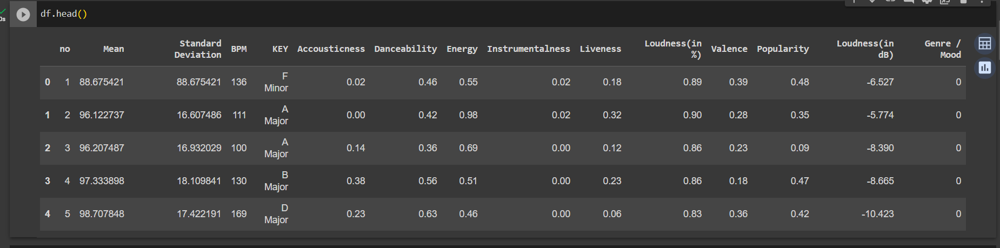 df.head()
0s
no Mean Standard Deviation BPM KEY Accousticness Danceability Energy Instrumentalness Liveness Loudness(in %) Valence Popularity Loudness(in dB) Genre / Mood
0 1 88.675421 88.675421 136 F Minor 0.02 0.46 0.55 0.02 0.18 0.89 0.39 0.48 -6.527 0
1 2 96.122737 16.607486 111 A Major 0.00 0.42 0.98 0.02 0.32 0.90 0.28 0.35 -5.774 0
2 3 96.207487 16.932029 100 A Major 0.14 0.36 0.69 0.00 0.12 0.86 0.23 0.09 -8.390 0
3 4 97.333898 18.109841 130 B Major 0.38 0.56 0.51 0.00 0.23 0.86 0.18 0.47 -8.665 0
4 5 98.707848 17.422191 169 D Major 0.23 0.63 0.46 0.00 0.06 0.83 0.36 0.42 -10.423 0